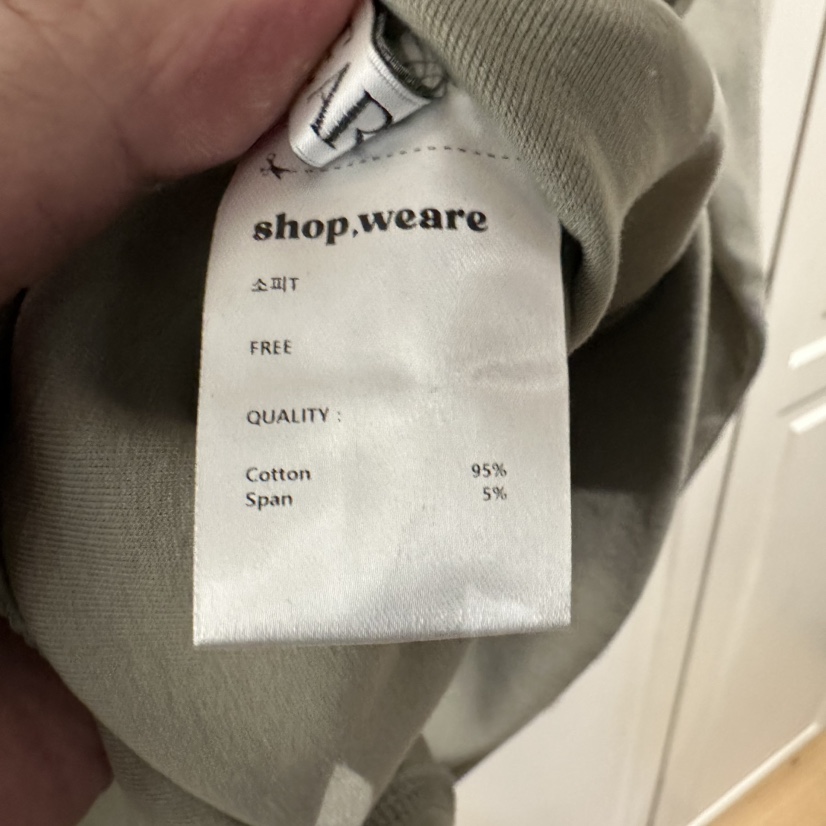 shop,weare
소피T
FREE
QUALITY :
Cotton 95%
Span 5%